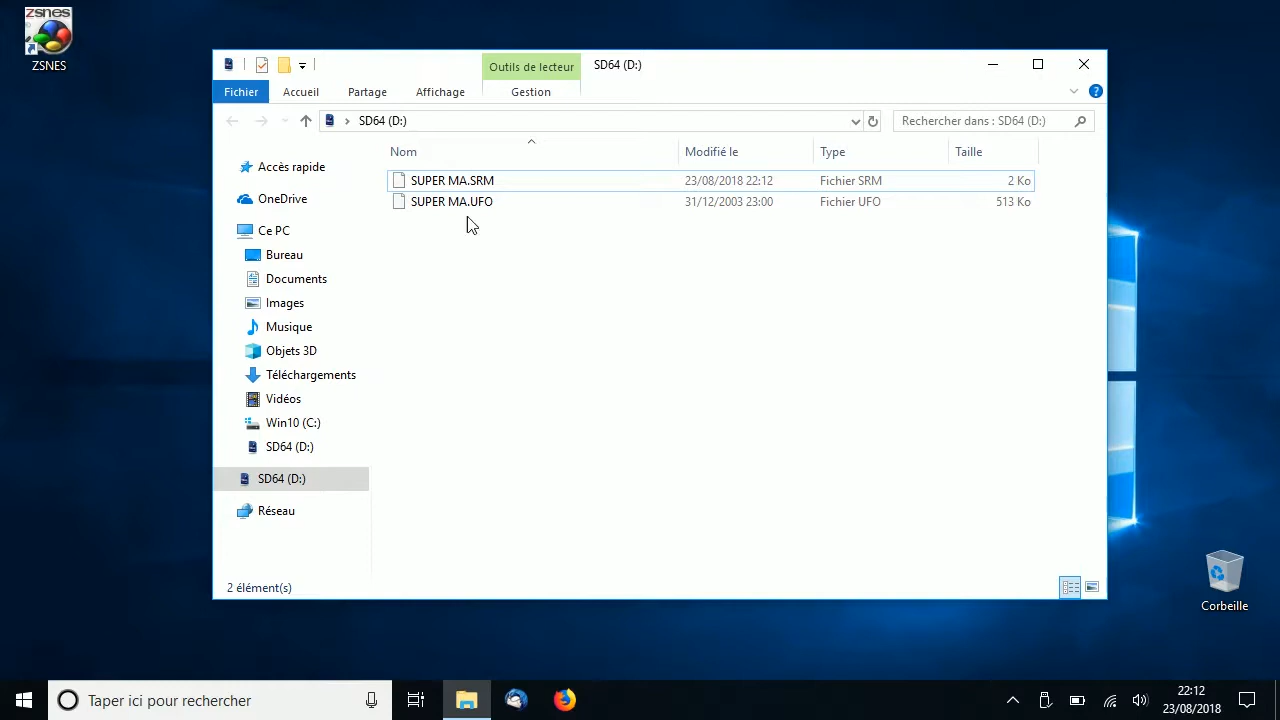 zsnes
ZSNES
Outils de lecteur
SD64 (D:)
Fichier
Accueil
Partage
Affichage
Gestion
SD64 (D:)
Rechercher dans : SD64 (D:)
Nom
Modifié le
Type
Taille
SUPER MA.SRM
23/08/2018 22:12
Fichier SRM
2 Ko
SUPER MA.UFO
31/12/2003 23:00
Fichier UFO
513 Ko
Accès rapide
OneDrive
Ce PC
Bureau
Documents
Images
Musique
Objets 3D
Téléchargements
Vidéos
Win10 (C:)
SD64 (D:)
SD64 (D:)
Réseau
2 élément(s)
Corbeille
Taper ici pour rechercher
22:12
23/08/2018